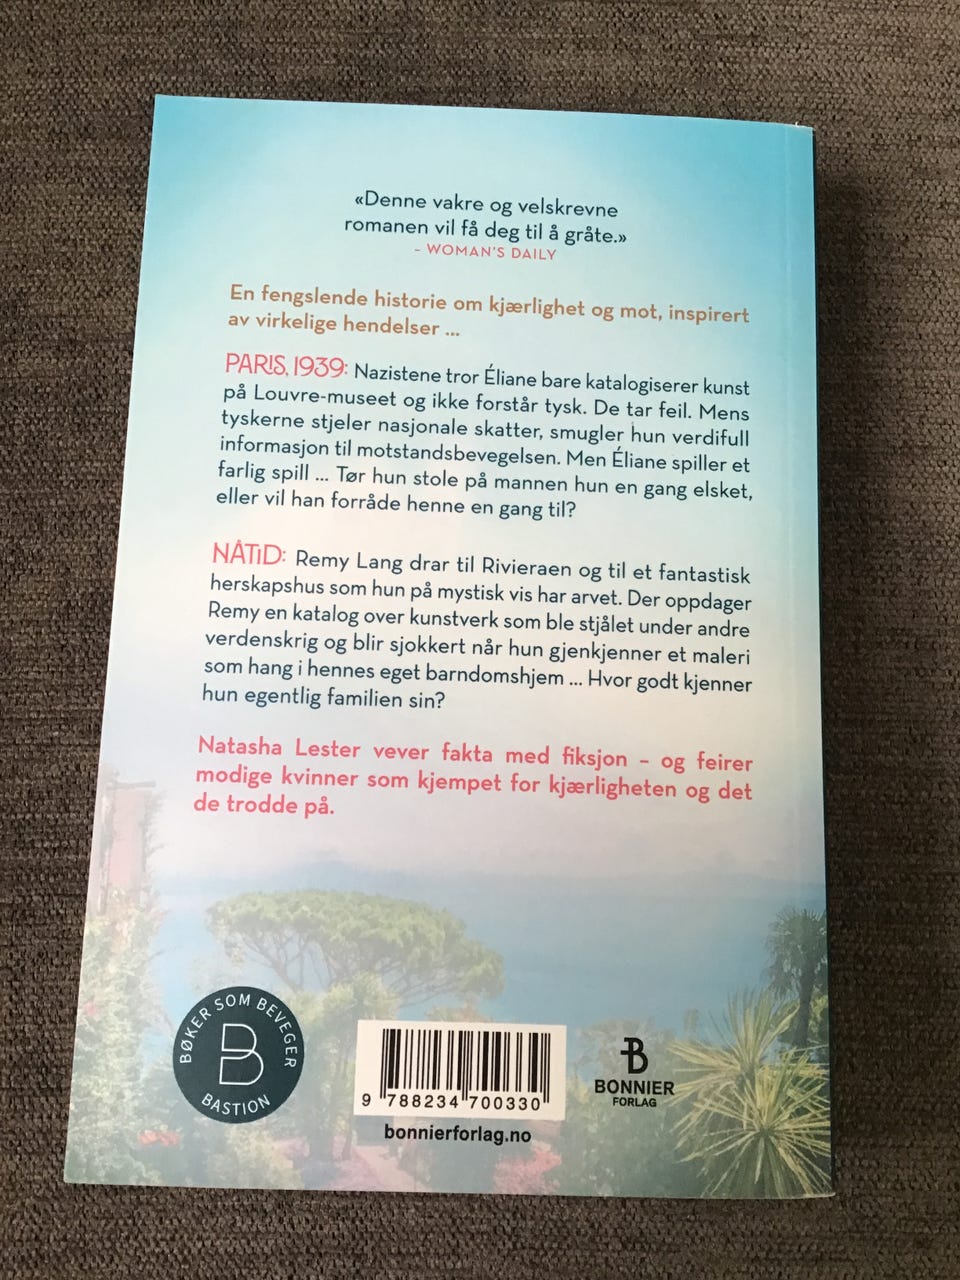 «Denne vakre og velskrevne
romanen vil få deg til å gråte.»
– WOMAN'S DAILY
En fengslende historie om kjærlighet og mot, inspirert
av virkelige hendelser ...
PARIS, 1939: Nazistene tror Éliane bare katalogiserer kunst
på Louvre-museet og ikke forstår tysk. De tar feil. Mens
tyskerne stjeler nasjonale skatter, smugler hun verdifull
informasjon til motstandsbevegelsen. Men Éliane spiller et
farlig spill ... Tør hun stole på mannen hun en gang elsket,
eller vil han forråde henne en gang til?
NÅTiD: Remy Lang drar til Rivieraen og til et fantastisk
herskapshus som hun på mystisk vis har arvet. Der oppdager
Remy en katalog over kunstverk som ble stjålet under andre
verdenskrig og blir sjokkert når hun gjenkjenner et maleri
som hang i hennes eget barndomshjem ... Hvor godt kjenner
hun egentlig familien sin?
Natasha Lester vever fakta med fiksjon – og feirer
modige kvinner som kjempet for kjærligheten og det
de trodde på.
BØKER SOM BEVEGER
B
BASTION
9 788234 700330
bonnierforlag.no
B
BONNIER
FORLAG